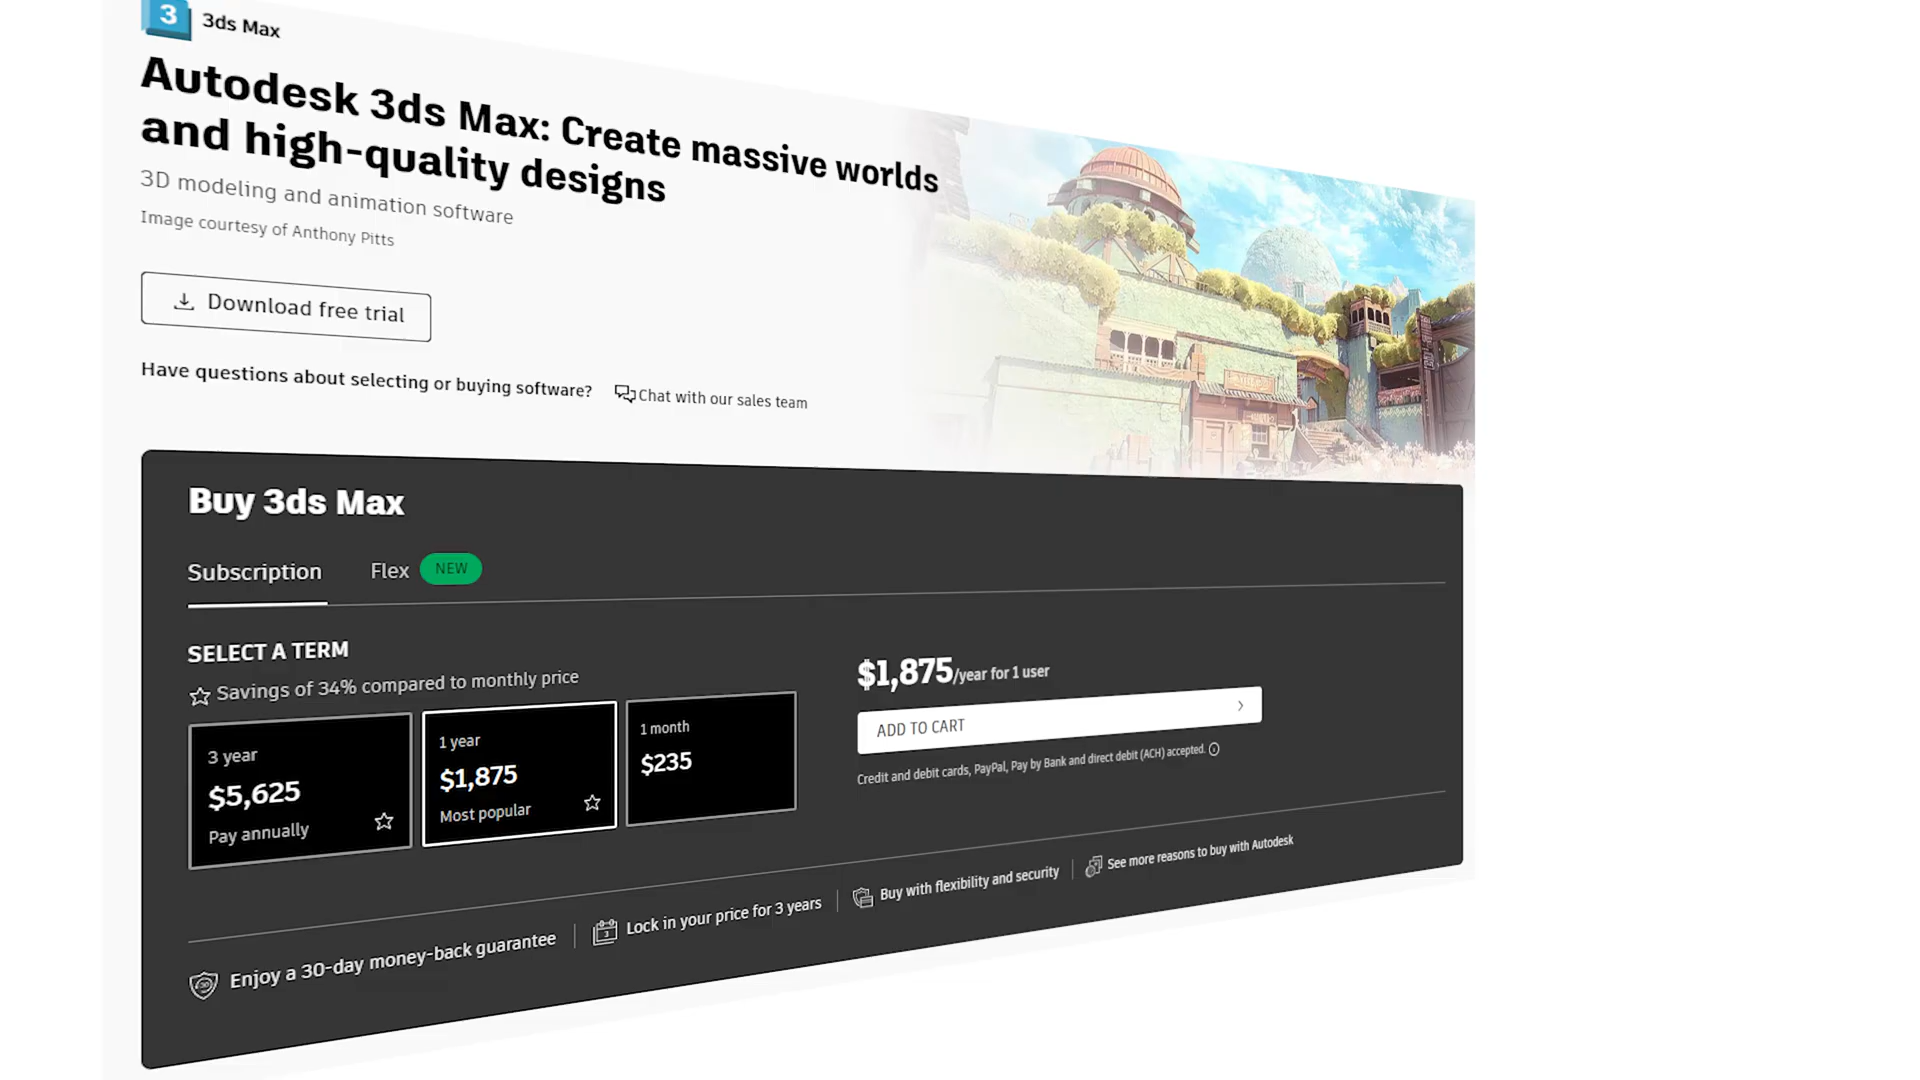 3 3ds Max
Autodesk 3ds Max: Create massive worlds
and high-quality designs
3D modeling and animation software
Image courtesy of Anthony Pitts
Download free trial
Have questions about selecting or buying software? Chat with our sales team
Buy 3ds Max
Subscription Flex NEW
SELECT A TERM
Savings of 34% compared to monthly price
3 year
$5,625
Pay annually
1 year
$1,875
Most popular
1 month
$235
$1,875/year for 1 user
ADD TO CART
Credit and debit cards, PayPal, Pay by Bank and direct debit (ACH) accepted.
Enjoy a 30-day money-back guarantee
Lock in your price for 3 years
Buy with flexibility and security
See more reasons to buy with Autodesk